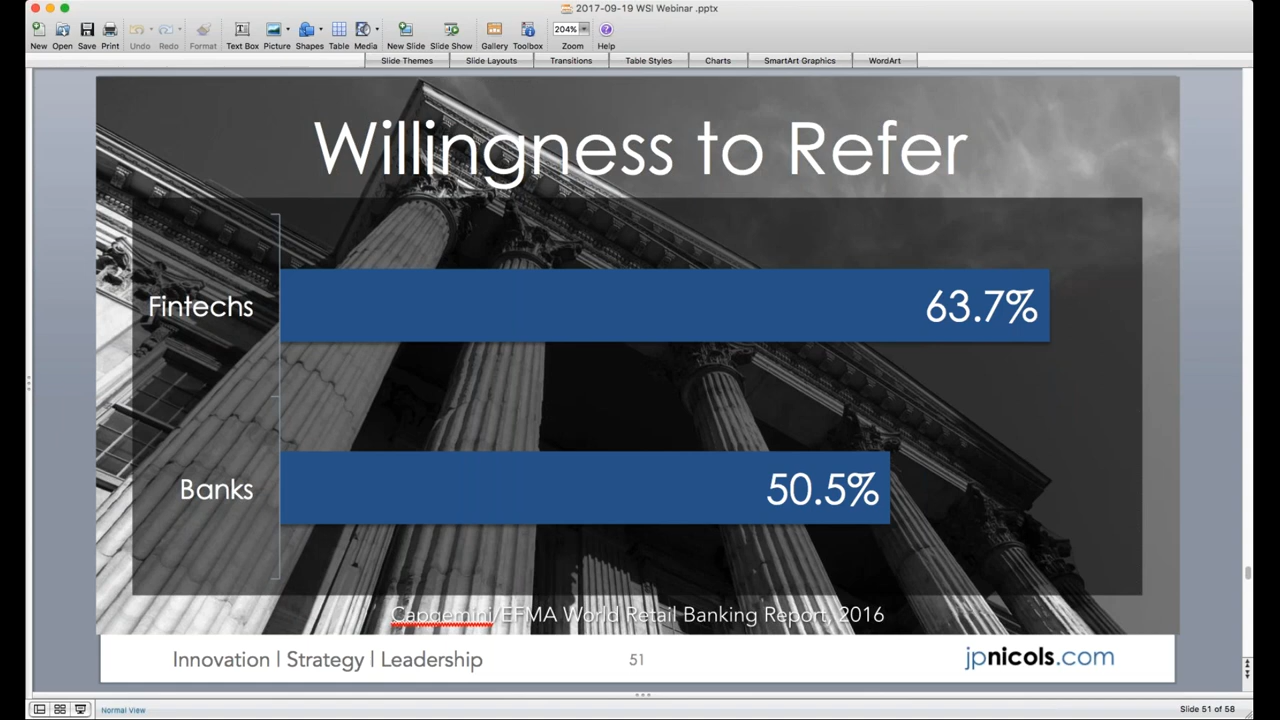 2017-09-19 WSI Webinar .pptx
New Open Save Print Undo Redo Format Text Box Picture Shapes Table Media New Slide Slide Show Gallery Toolbox Zoom Help
204%
Slide Themes Slide Layouts Transitions Table Styles Charts SmartArt Graphics WordArt
Willingness to Refer
Fintechs 63.7%
Banks 50.5%
Capgemini/EFMA World Retail Banking Report, 2016
Innovation | Strategy | Leadership 51 jpnicols.com
Normal View Slide 51 of 58